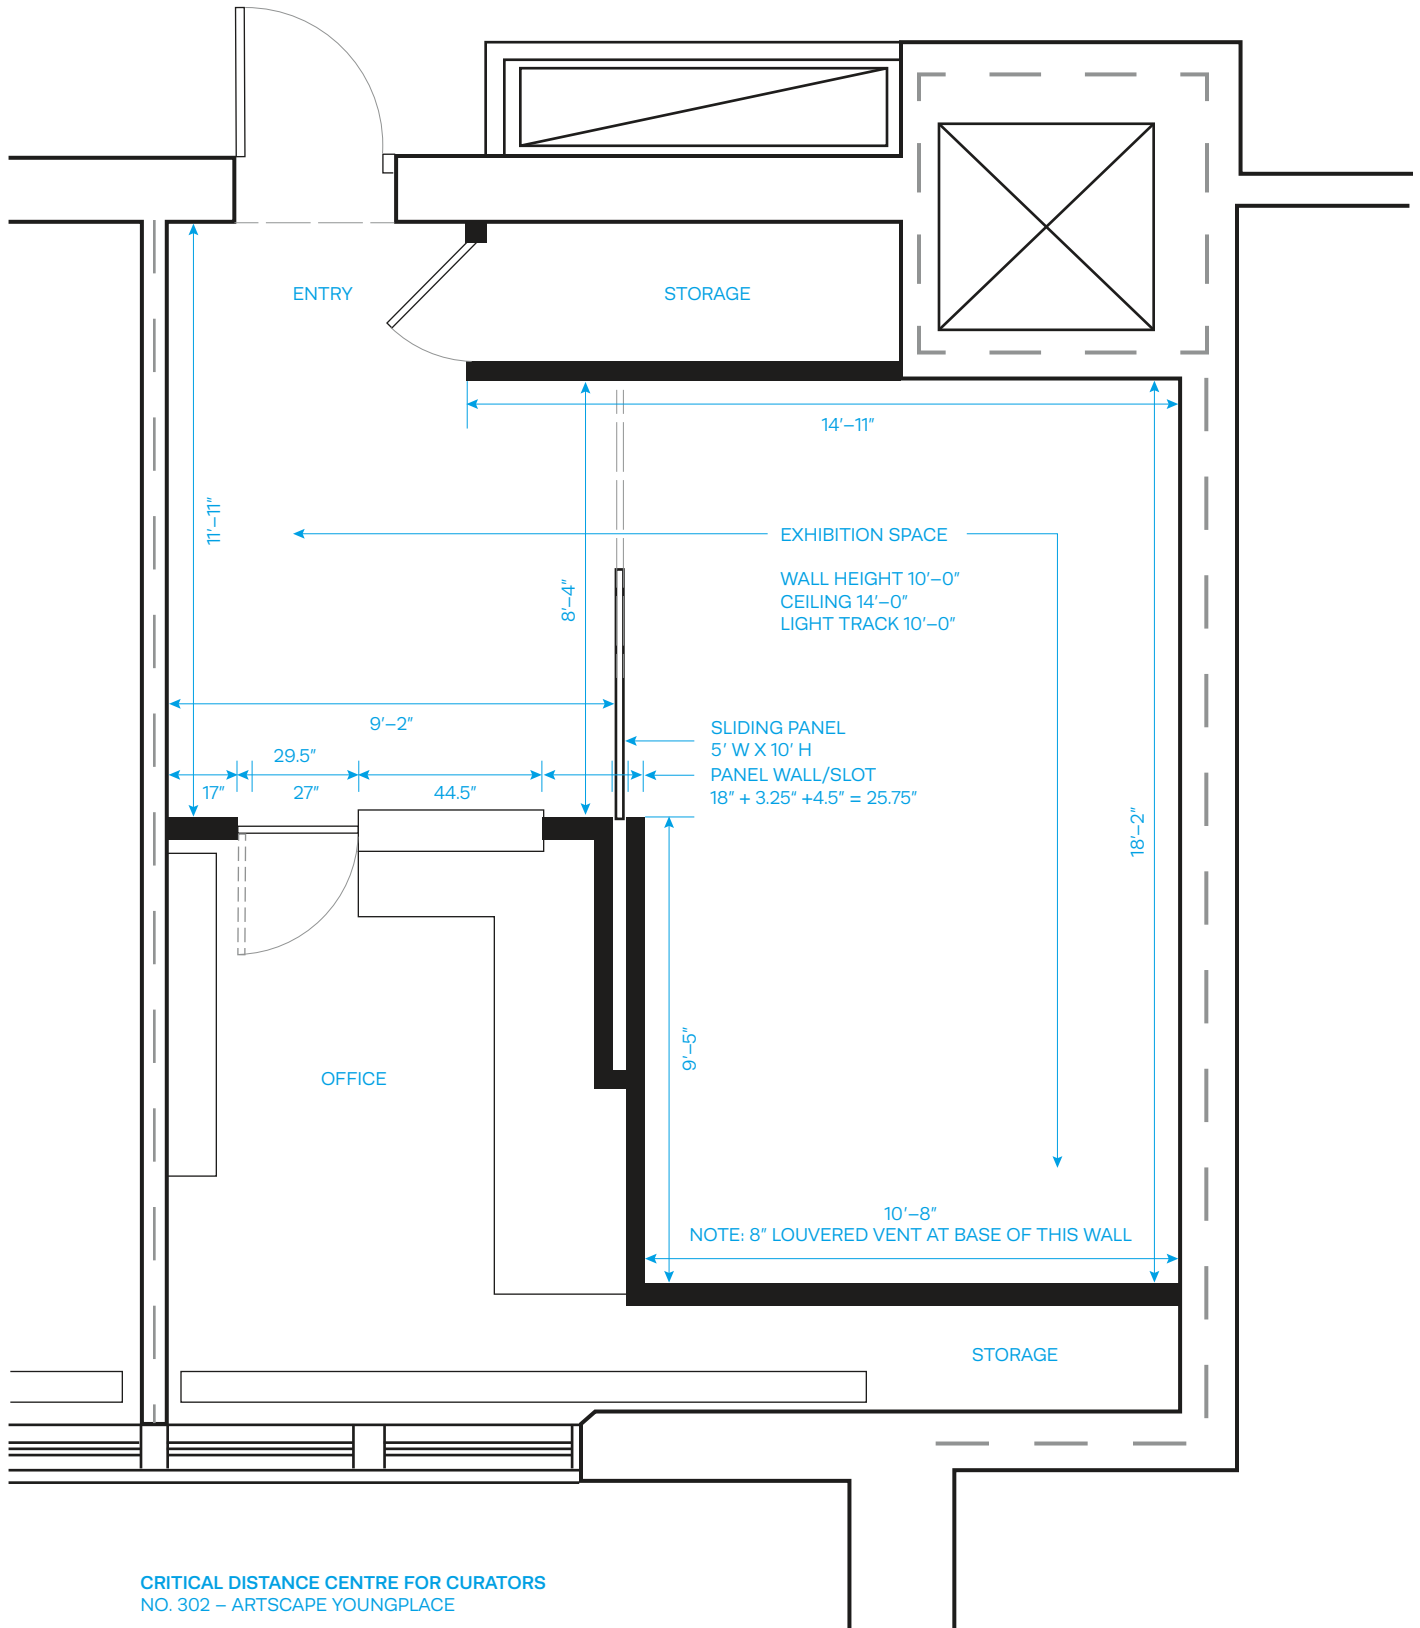 ENTRY
STORAGE
14′–11″
11′–11″
EXHIBITION SPACE
WALL HEIGHT 10′–0″
CEILING 14′–0″
LIGHT TRACK 10′–0″
8′–4″
9′–2″
SLIDING PANEL
5′ W X 10′ H
PANEL WALL/SLOT
18″ + 3.25″ +4.5″ = 25.75″
29.5″
17″
27″
44.5″
18′–2″
9′–5″
OFFICE
10′–8″
NOTE: 8″ LOUVERED VENT AT BASE OF THIS WALL
STORAGE
CRITICAL DISTANCE CENTRE FOR CURATORS
NO. 302 – ARTSCAPE YOUNGPLACE